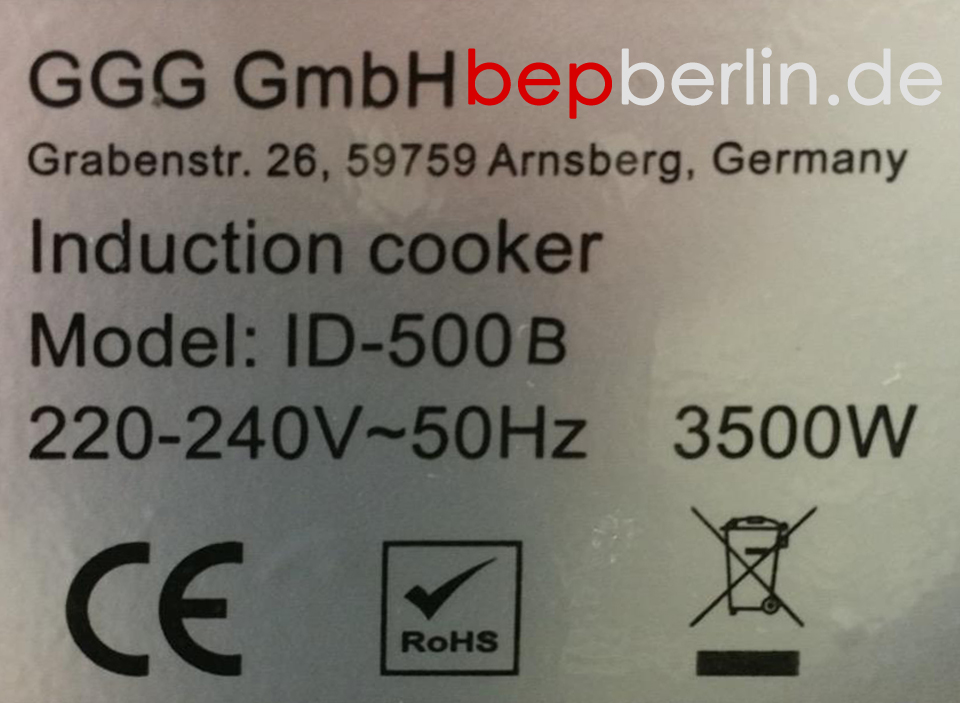 GGG GmbH bepberlin.de
Grabenstr. 26, 59759 Arnsberg, Germany
Induction cooker
Model: ID-500 B
220-240V~50Hz 3500W
CE RoHS